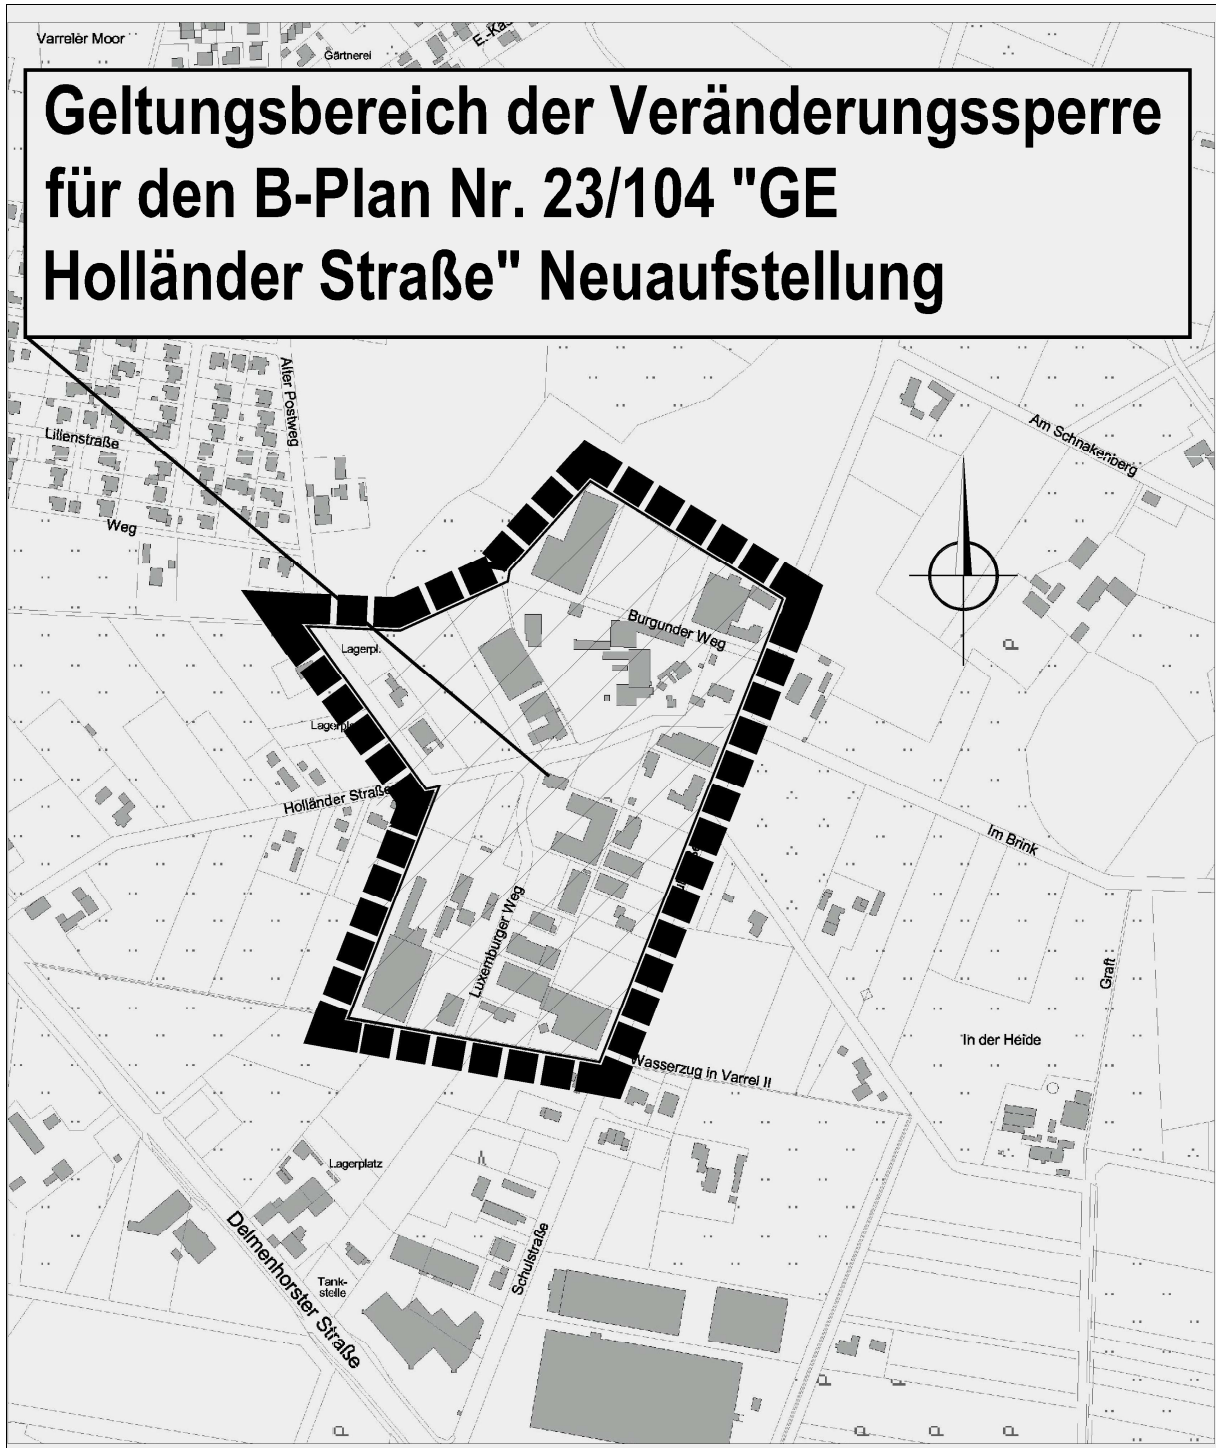 Varreler Moor
Gärtnerei
Geltungsbereich der Veränderungssperre
für den B-Plan Nr. 23/104 "GE
Holländer Straße" Neuaufstellung
Alter Postweg
Lilienstraße
Weg
Am Schnakenberg
Burgunder Weg
Lagerpl.
Holländer Straße
Im Brink
Luxemburger Weg
Graft
In der Heide
Wasserzug in Varrel II
Lagerplatz
Delmenhorster Straße
Schulstraße
Tank-
stelle